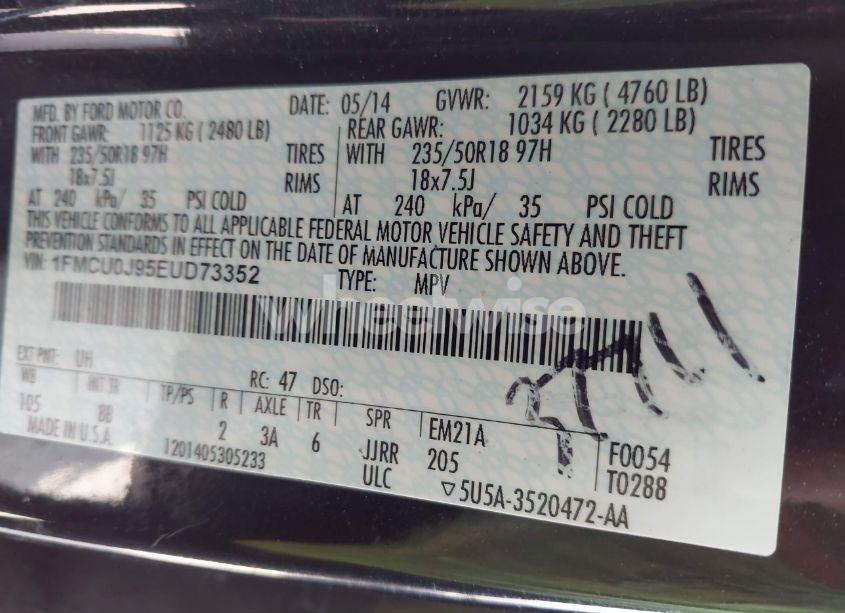 MFD. BY FORD MOTOR CO. DATE: 05/14 GVWR: 2159 KG ( 4760 LB)
FRONT GAWR: 1125 KG ( 2480 LB) REAR GAWR: 1034 KG ( 2280 LB)
WITH 235/50R18 97H TIRES WITH 235/50R18 97H TIRES
18x7.5J RIMS 18x7.5J RIMS
AT 240 kPa/ 35 PSI COLD AT 240 kPa/ 35 PSI COLD
THIS VEHICLE CONFORMS TO ALL APPLICABLE FEDERAL MOTOR VEHICLE SAFETY AND THEFT
PREVENTION STANDARDS IN EFFECT ON THE DATE OF MANUFACTURE SHOWN ABOVE.
VIN: 1FMCU0J95EUD73352 TYPE: MPV
wheelwise
EXT PNT: UH RC: 47 DSO:
WB INT TR TP/PS R AXLE TR SPR EM21A F0054
105 8B 2 3A 6 JJRR 205 T0288
MADE IN U.S.A. 1201405305233 ULC ▽5U5A-3520472-AA